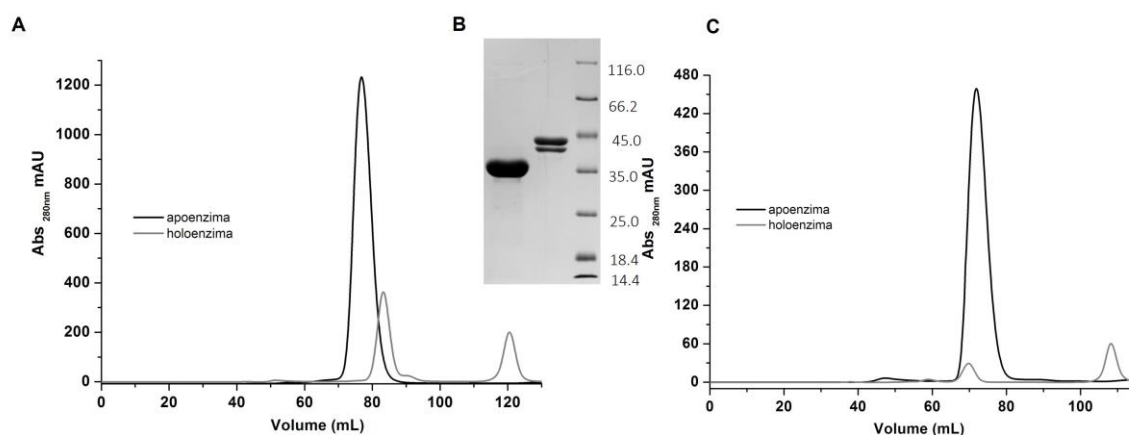 A
1200
1000
800
600
400
200
0
Abs 280nm mAU
apoenzima
holoenzima
0 20 40 60 80 100 120
Volume (mL)
B
116.0
66.2
45.0
35.0
25.0
18.4
14.4
C
480
420
360
300
240
180
120
60
0
Abs 280nm mAU
apoenzima
holoenzima
0 20 40 60 80 100
Volume (mL)